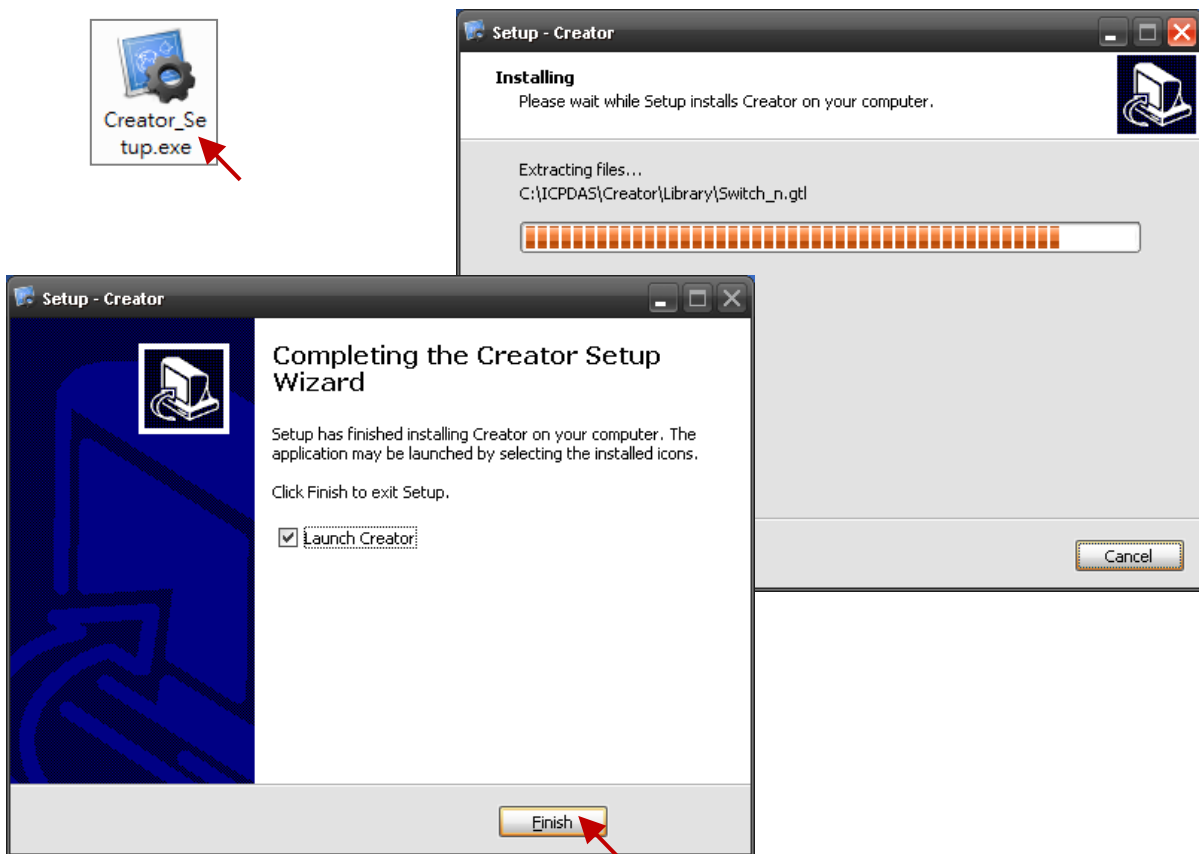 Creator_Se
tup.exe
Setup - Creator
Installing
Please wait while Setup installs Creator on your computer.
Extracting files...
C:\ICPDAS\Creator\Library\Switch_n.gtl
Cancel
Setup - Creator
Completing the Creator Setup
Wizard
Setup has finished installing Creator on your computer. The
application may be launched by selecting the installed icons.
Click Finish to exit Setup.
Launch Creator
Finish